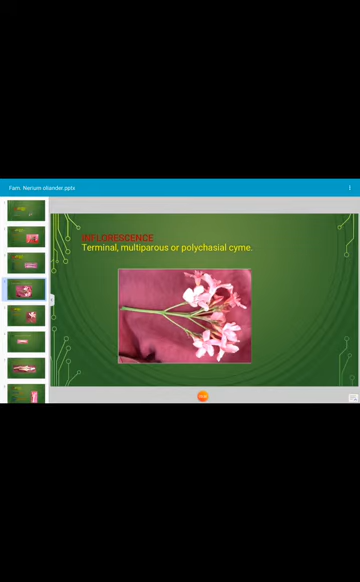 Fam. Nerium oliander.pptx
INFLORESCENCE
Terminal, multiparous or polychasial cyme.